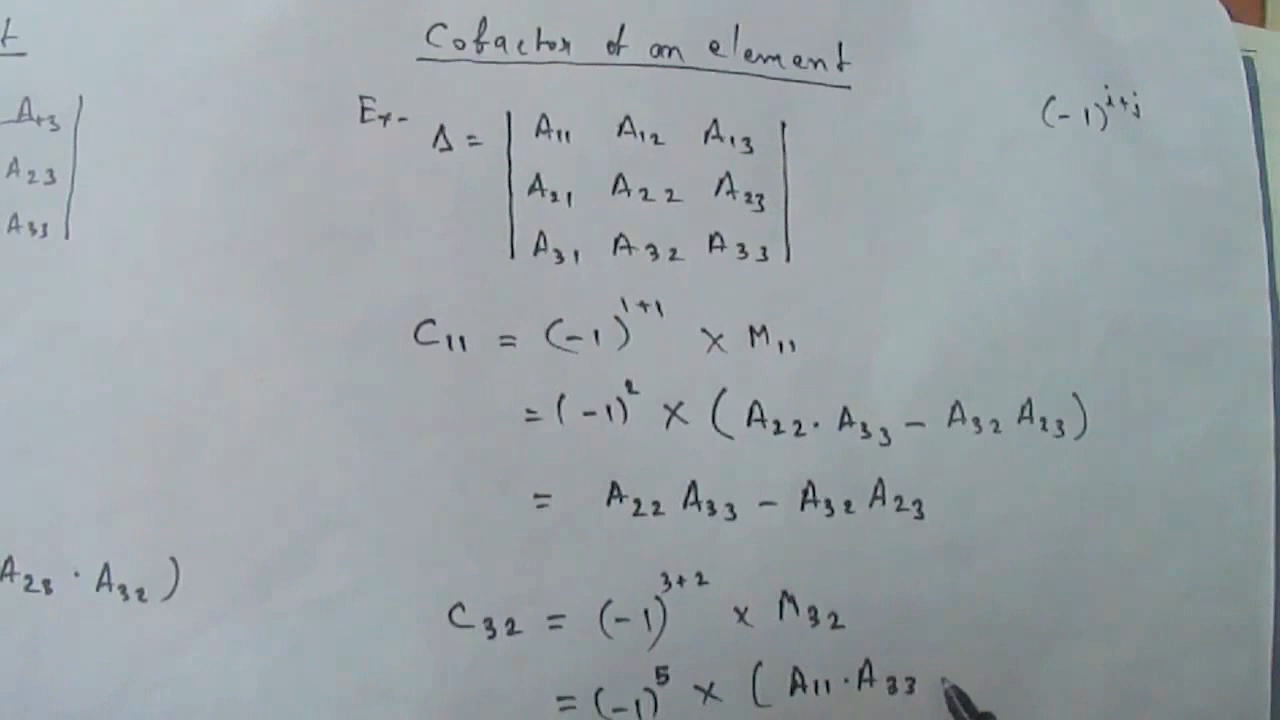 t
A13
A23
A33
A23 · A32)
Cofactor of an element
(-1)^i+j
Ex-
Δ = | A11 A12 A13 |
| A21 A22 A23 |
| A31 A32 A33 |
C11 = (-1)^1+1 × M11
= (-1)^2 × (A22 · A33 - A32 A23)
= A22 A33 - A32 A23
C32 = (-1)^3+2 × M32
= (-1)^5 × (A11 · A33